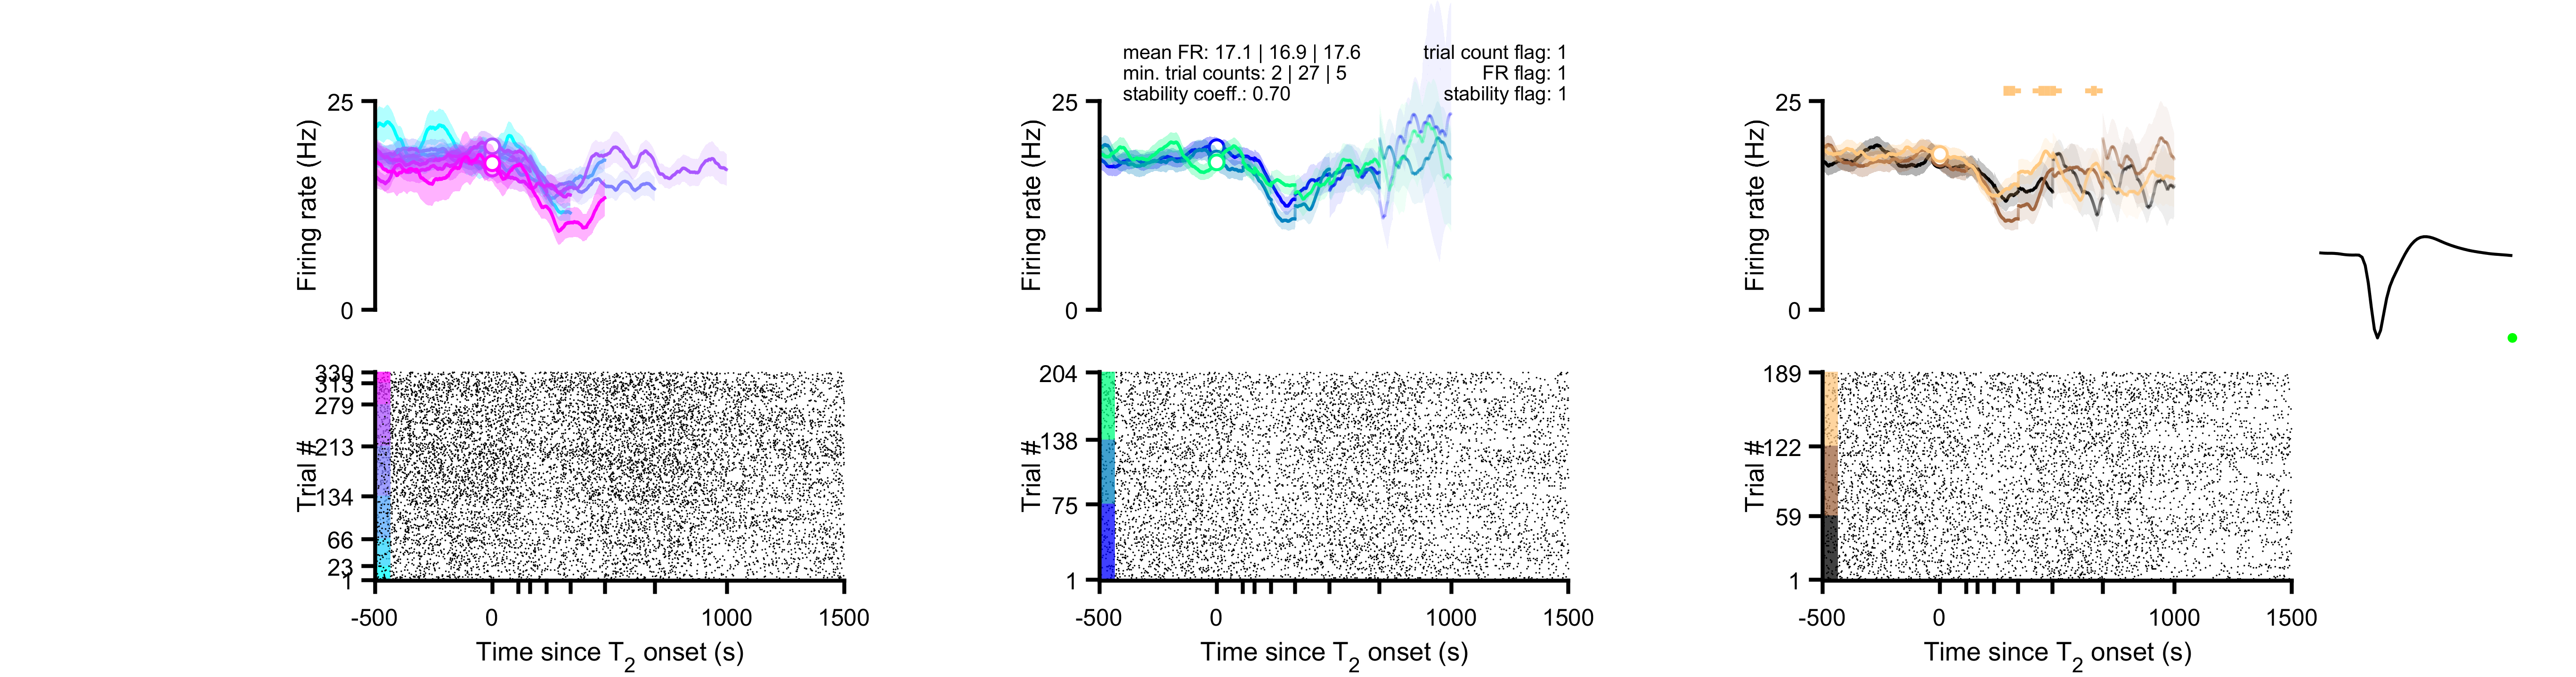 mean FR: 17.1 | 16.9 | 17.6
min. trial counts: 2 | 27 | 5
stability coeff.: 0.70
trial count flag: 1
FR flag: 1
stability flag: 1
Firing rate (Hz)
25
0
Firing rate (Hz)
25
0
Firing rate (Hz)
25
0
Trial #
330
313
279
213
134
66
23
1
-500
0
1000
1500
Time since T2 onset (s)
Trial #
204
138
75
1
-500
0
1000
1500
Time since T2 onset (s)
Trial #
189
122
59
1
-500
0
1000
1500
Time since T2 onset (s)